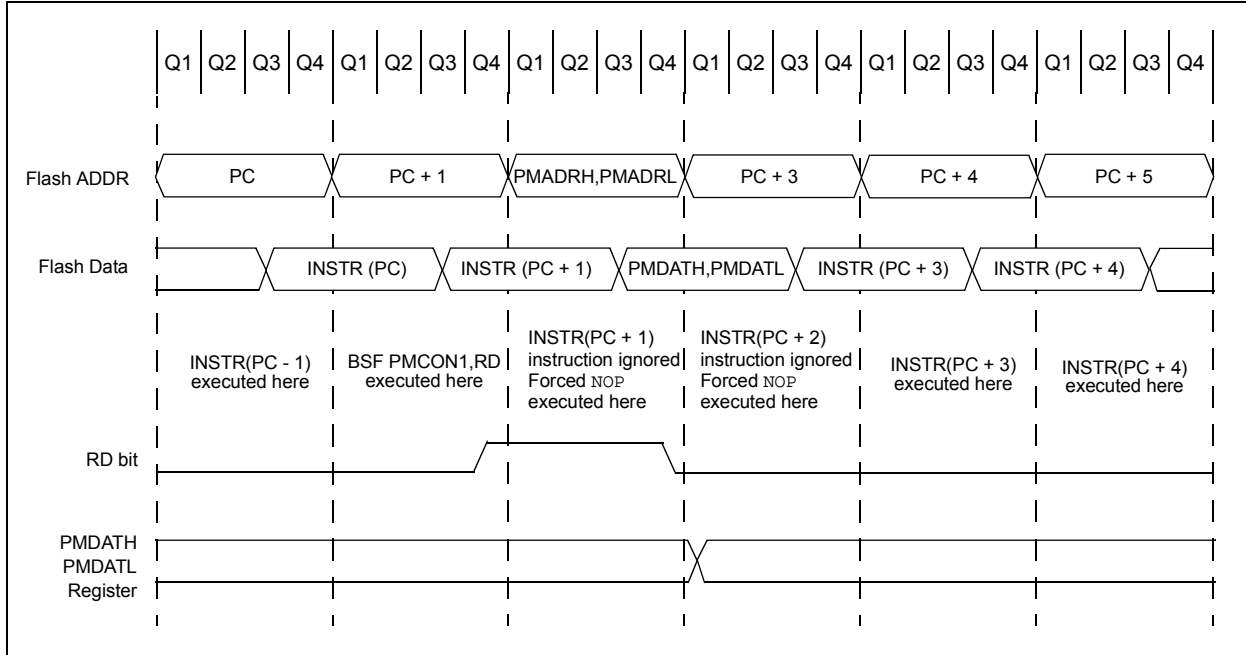 Q1 Q2 Q3 Q4 Q1 Q2 Q3 Q4 Q1 Q2 Q3 Q4 Q1 Q2 Q3 Q4 Q1 Q2 Q3 Q4 Q1 Q2 Q3 Q4
Flash ADDR PC PC + 1 PMADRH,PMADRL PC + 3 PC + 4 PC + 5
Flash Data INSTR (PC) INSTR (PC + 1) PMDATH,PMDATL INSTR (PC + 3) INSTR (PC + 4)
INSTR(PC - 1)
executed here
BSF PMCON1,RD
executed here
INSTR(PC + 1)
instruction ignored
Forced NOP
executed here
INSTR(PC + 2)
instruction ignored
Forced NOP
executed here
INSTR(PC + 3)
executed here
INSTR(PC + 4)
executed here
RD bit
PMDATH
PMDATL
Register